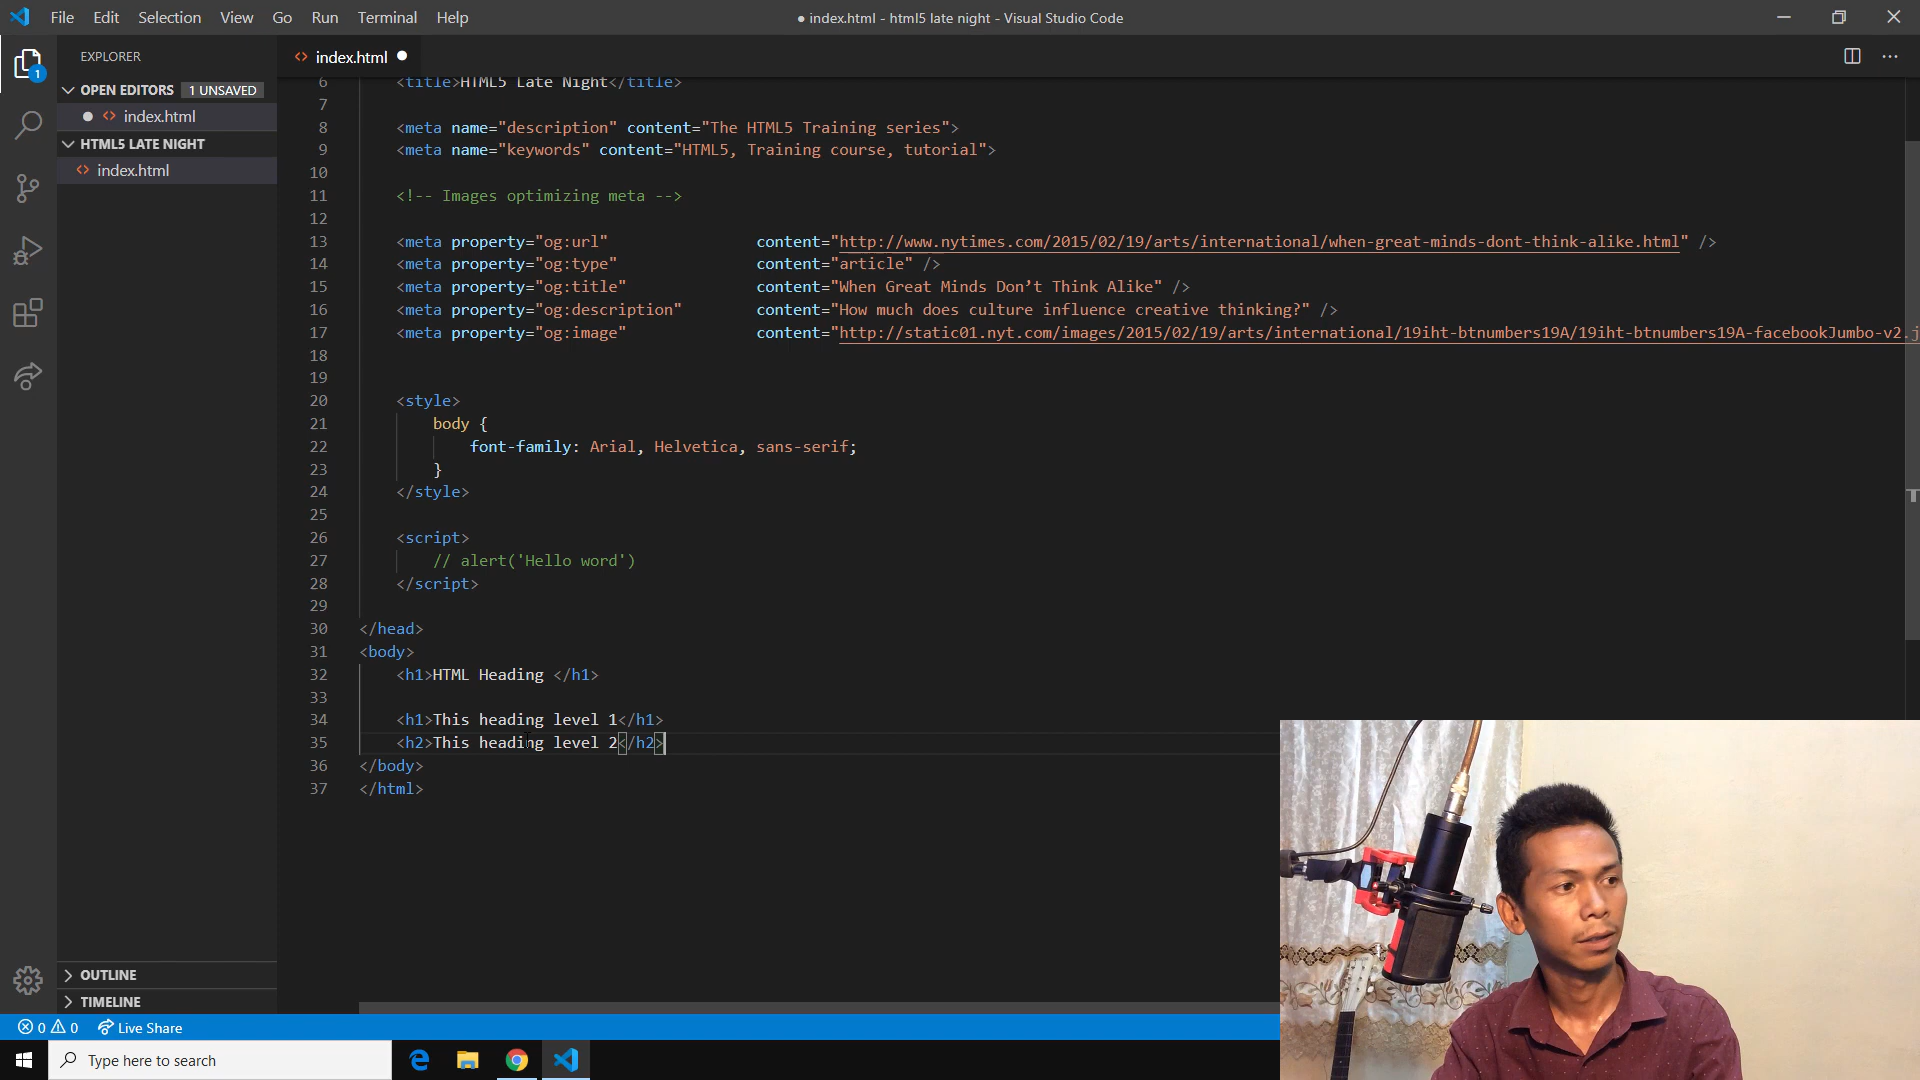 File Edit Selection View Go Run Terminal Help
● index.html - html5 late night - Visual Studio Code
EXPLORER
1
OPEN EDITORS 1 UNSAVED
index.html
HTML5 LATE NIGHT
index.html
OUTLINE
TIMELINE
index.html
6 <title>HTML5 Late Night</title>
7
8 <meta name="description" content="The HTML5 Training series">
9 <meta name="keywords" content="HTML5, Training course, tutorial">
10
11 <!-- Images optimizing meta -->
12
13 <meta property="og:url" content="http://www.nytimes.com/2015/02/19/arts/international/when-great-minds-dont-think-alike.html" />
14 <meta property="og:type" content="article" />
15 <meta property="og:title" content="When Great Minds Don’t Think Alike" />
16 <meta property="og:description" content="How much does culture influence creative thinking?" />
17 <meta property="og:image" content="http://static01.nyt.com/images/2015/02/19/arts/international/19iht-btnumbers19A/19iht-btnumbers19A-facebookJumbo-v2.j
18
19
20 <style>
21 body {
22 font-family: Arial, Helvetica, sans-serif;
23 }
24 </style>
25
26 <script>
27 // alert('Hello word')
28 </script>
29
30 </head>
31 <body>
32 <h1>HTML Heading </h1>
33
34 <h1>This heading level 1</h1>
35 <h2>This heading level 2</h2>
36 </body>
37 </html>
0 0 Live Share
Type here to search